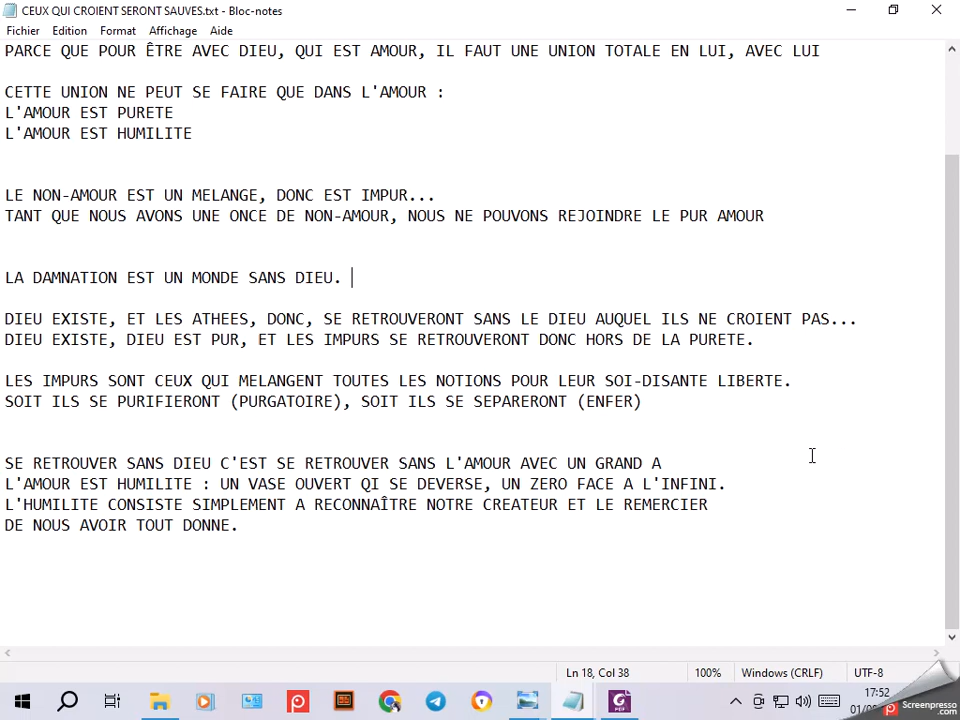 CEUX QUI CROIENT SERONT SAUVES.txt - Bloc-notes
Fichier Edition Format Affichage Aide
PARCE QUE POUR ÊTRE AVEC DIEU, QUI EST AMOUR, IL FAUT UNE UNION TOTALE EN LUI, AVEC LUI
CETTE UNION NE PEUT SE FAIRE QUE DANS L'AMOUR :
L'AMOUR EST PURETE
L'AMOUR EST HUMILITE
LE NON-AMOUR EST UN MELANGE, DONC EST IMPUR...
TANT QUE NOUS AVONS UNE ONCE DE NON-AMOUR, NOUS NE POUVONS REJOINDRE LE PUR AMOUR
LA DAMNATION EST UN MONDE SANS DIEU.
DIEU EXISTE, ET LES ATHEES, DONC, SE RETROUVERONT SANS LE DIEU AUQUEL ILS NE CROIENT PAS...
DIEU EXISTE, DIEU EST PUR, ET LES IMPURS SE RETROUVERONT DONC HORS DE LA PURETE.
LES IMPURS SONT CEUX QUI MELANGENT TOUTES LES NOTIONS POUR LEUR SOI-DISANTE LIBERTE.
SOIT ILS SE PURIFIERONT (PURGATOIRE), SOIT ILS SE SEPARERONT (ENFER)
SE RETROUVER SANS DIEU C'EST SE RETROUVER SANS L'AMOUR AVEC UN GRAND A
L'AMOUR EST HUMILITE : UN VASE OUVERT QI SE DEVERSE, UN ZERO FACE A L'INFINI.
L'HUMILITE CONSISTE SIMPLEMENT A RECONNAÎTRE NOTRE CREATEUR ET LE REMERCIER
DE NOUS AVOIR TOUT DONNE.
Ln 18, Col 38 100% Windows (CRLF) UTF-8
17:52
Screenpresso
.com